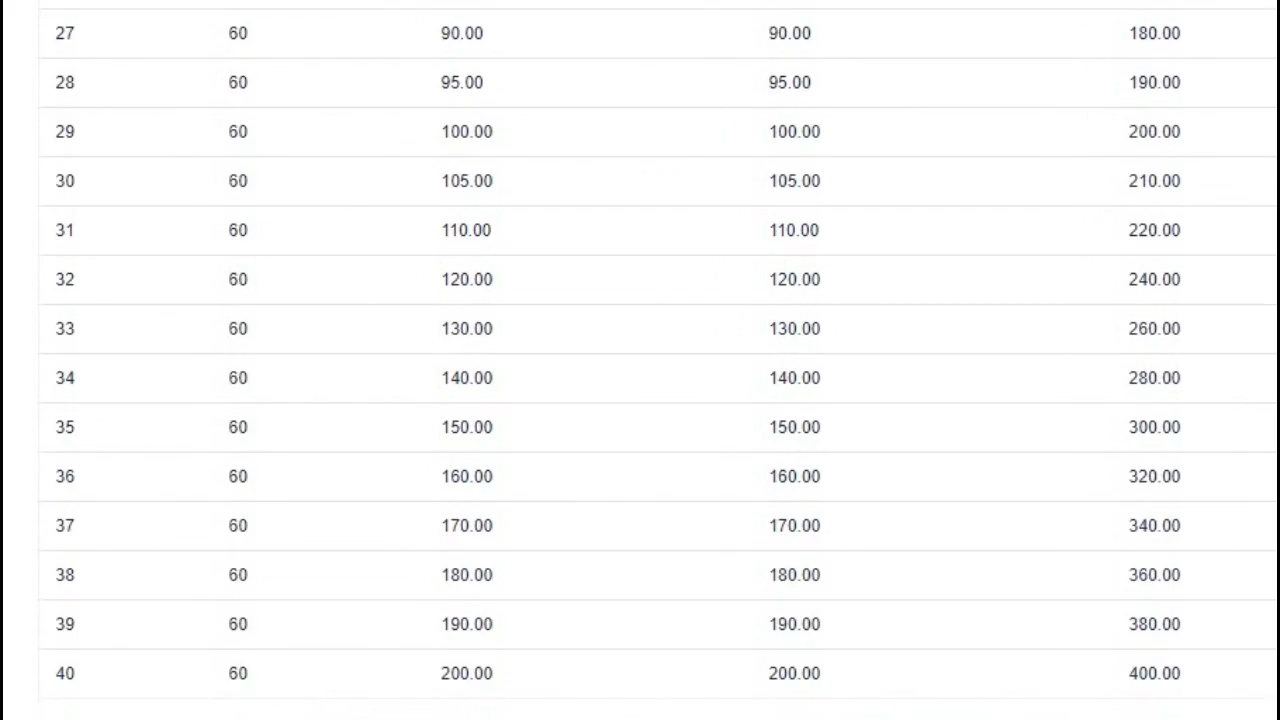 27 60 90.00 90.00 180.00
28 60 95.00 95.00 190.00
29 60 100.00 100.00 200.00
30 60 105.00 105.00 210.00
31 60 110.00 110.00 220.00
32 60 120.00 120.00 240.00
33 60 130.00 130.00 260.00
34 60 140.00 140.00 280.00
35 60 150.00 150.00 300.00
36 60 160.00 160.00 320.00
37 60 170.00 170.00 340.00
38 60 180.00 180.00 360.00
39 60 190.00 190.00 380.00
40 60 200.00 200.00 400.00